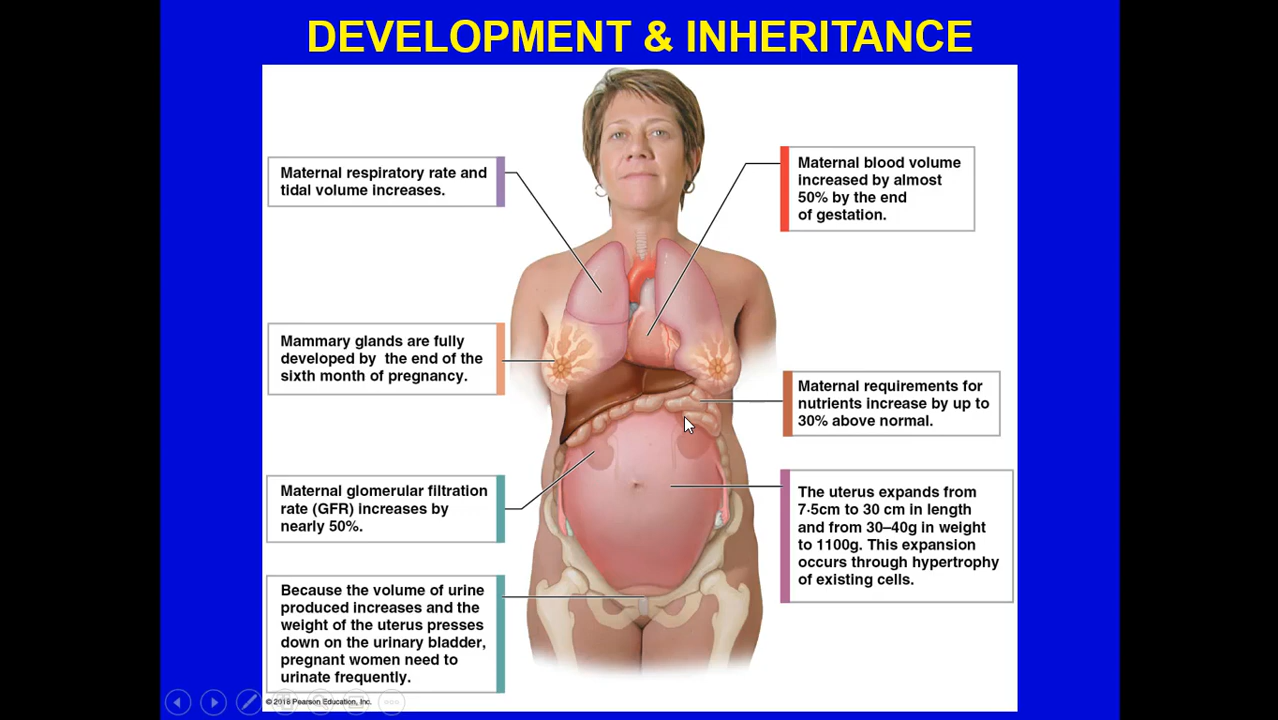 DEVELOPMENT & INHERITANCE
Maternal respiratory rate and
tidal volume increases.
Mammary glands are fully
developed by the end of the
sixth month of pregnancy.
Maternal glomerular filtration
rate (GFR) increases by
nearly 50%.
Because the volume of urine
produced increases and the
weight of the uterus presses
down on the urinary bladder,
pregnant women need to
urinate frequently.
Maternal blood volume
increased by almost
50% by the end
of gestation.
Maternal requirements for
nutrients increase by up to
30% above normal.
The uterus expands from
7·5cm to 30 cm in length
and from 30–40g in weight
to 1100g. This expansion
occurs through hypertrophy
of existing cells.
© 2018 Pearson Education, Inc.